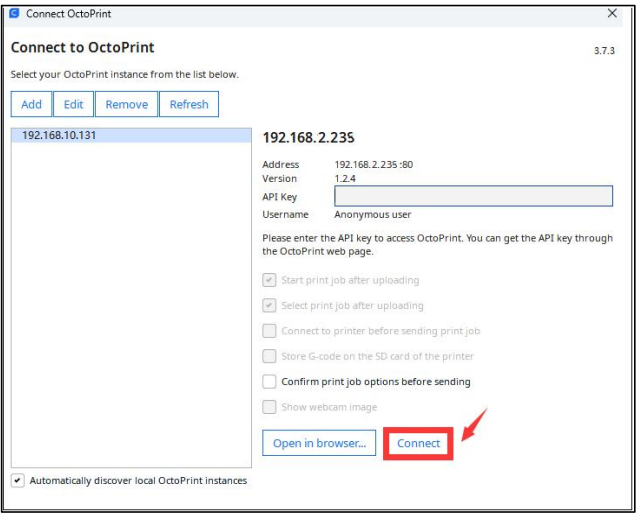 Connect OctoPrint
Connect to OctoPrint
3.7.3
Select your OctoPrint instance from the list below.
Add Edit Remove Refresh
192.168.10.131
192.168.2.235
Address 192.168.2.235 :80
Version 1.2.4
API Key
Username Anonymous user
Please enter the API key to access OctoPrint. You can get the API key through
the OctoPrint web page.
Start print job after uploading
Select print job after uploading
Connect to printer before sending print job
Store G-code on the SD card of the printer
Confirm print job options before sending
Show webcam image
Open in browser... Connect
Automatically discover local OctoPrint instances